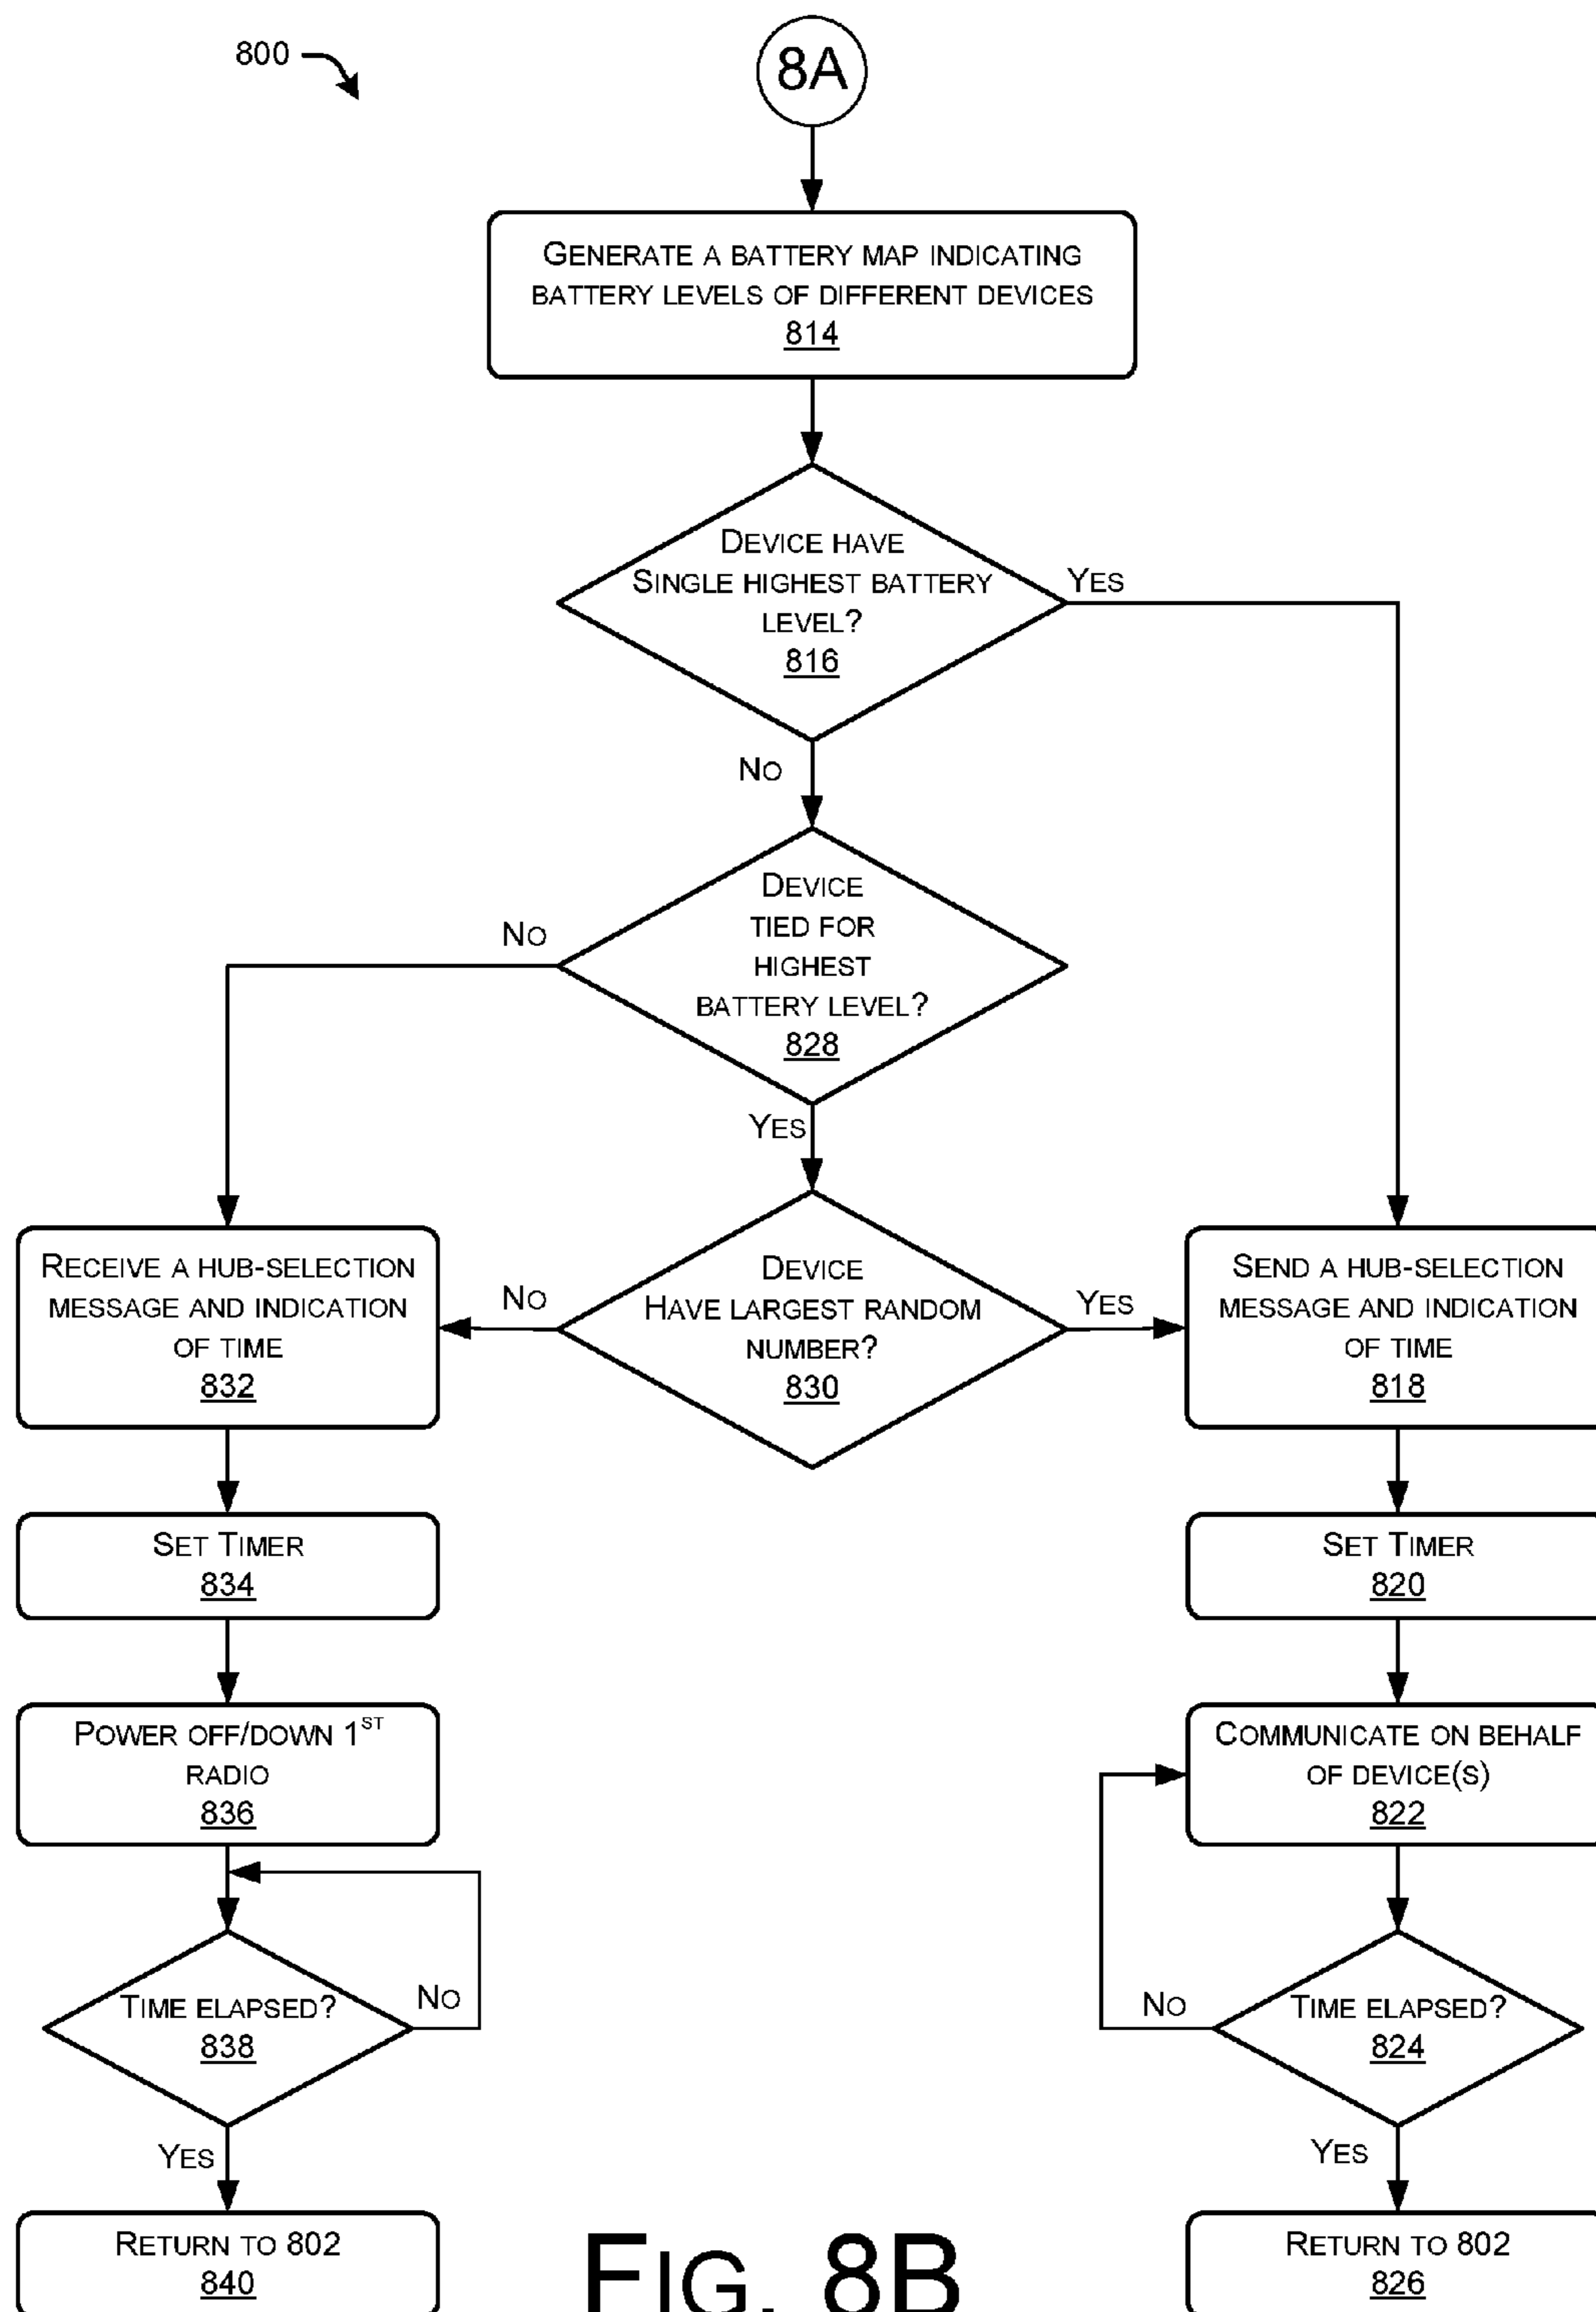 800
8A
GENERATE A BATTERY MAP INDICATING
BATTERY LEVELS OF DIFFERENT DEVICES
814
DEVICE HAVE
SINGLE HIGHEST BATTERY
LEVEL?
816
YES
NO
DEVICE
TIED FOR
HIGHEST
BATTERY LEVEL?
828
NO
YES
RECEIVE A HUB-SELECTION
MESSAGE AND INDICATION
OF TIME
832
NO
DEVICE
HAVE LARGEST RANDOM
NUMBER?
830
YES
SEND A HUB-SELECTION
MESSAGE AND INDICATION
OF TIME
818
SET TIMER
834
SET TIMER
820
POWER OFF/DOWN 1ST
RADIO
836
COMMUNICATE ON BEHALF
OF DEVICE(S)
822
TIME ELAPSED?
838
NO
NO
TIME ELAPSED?
824
YES
YES
RETURN TO 802
840
RETURN TO 802
826
FIG. 8B